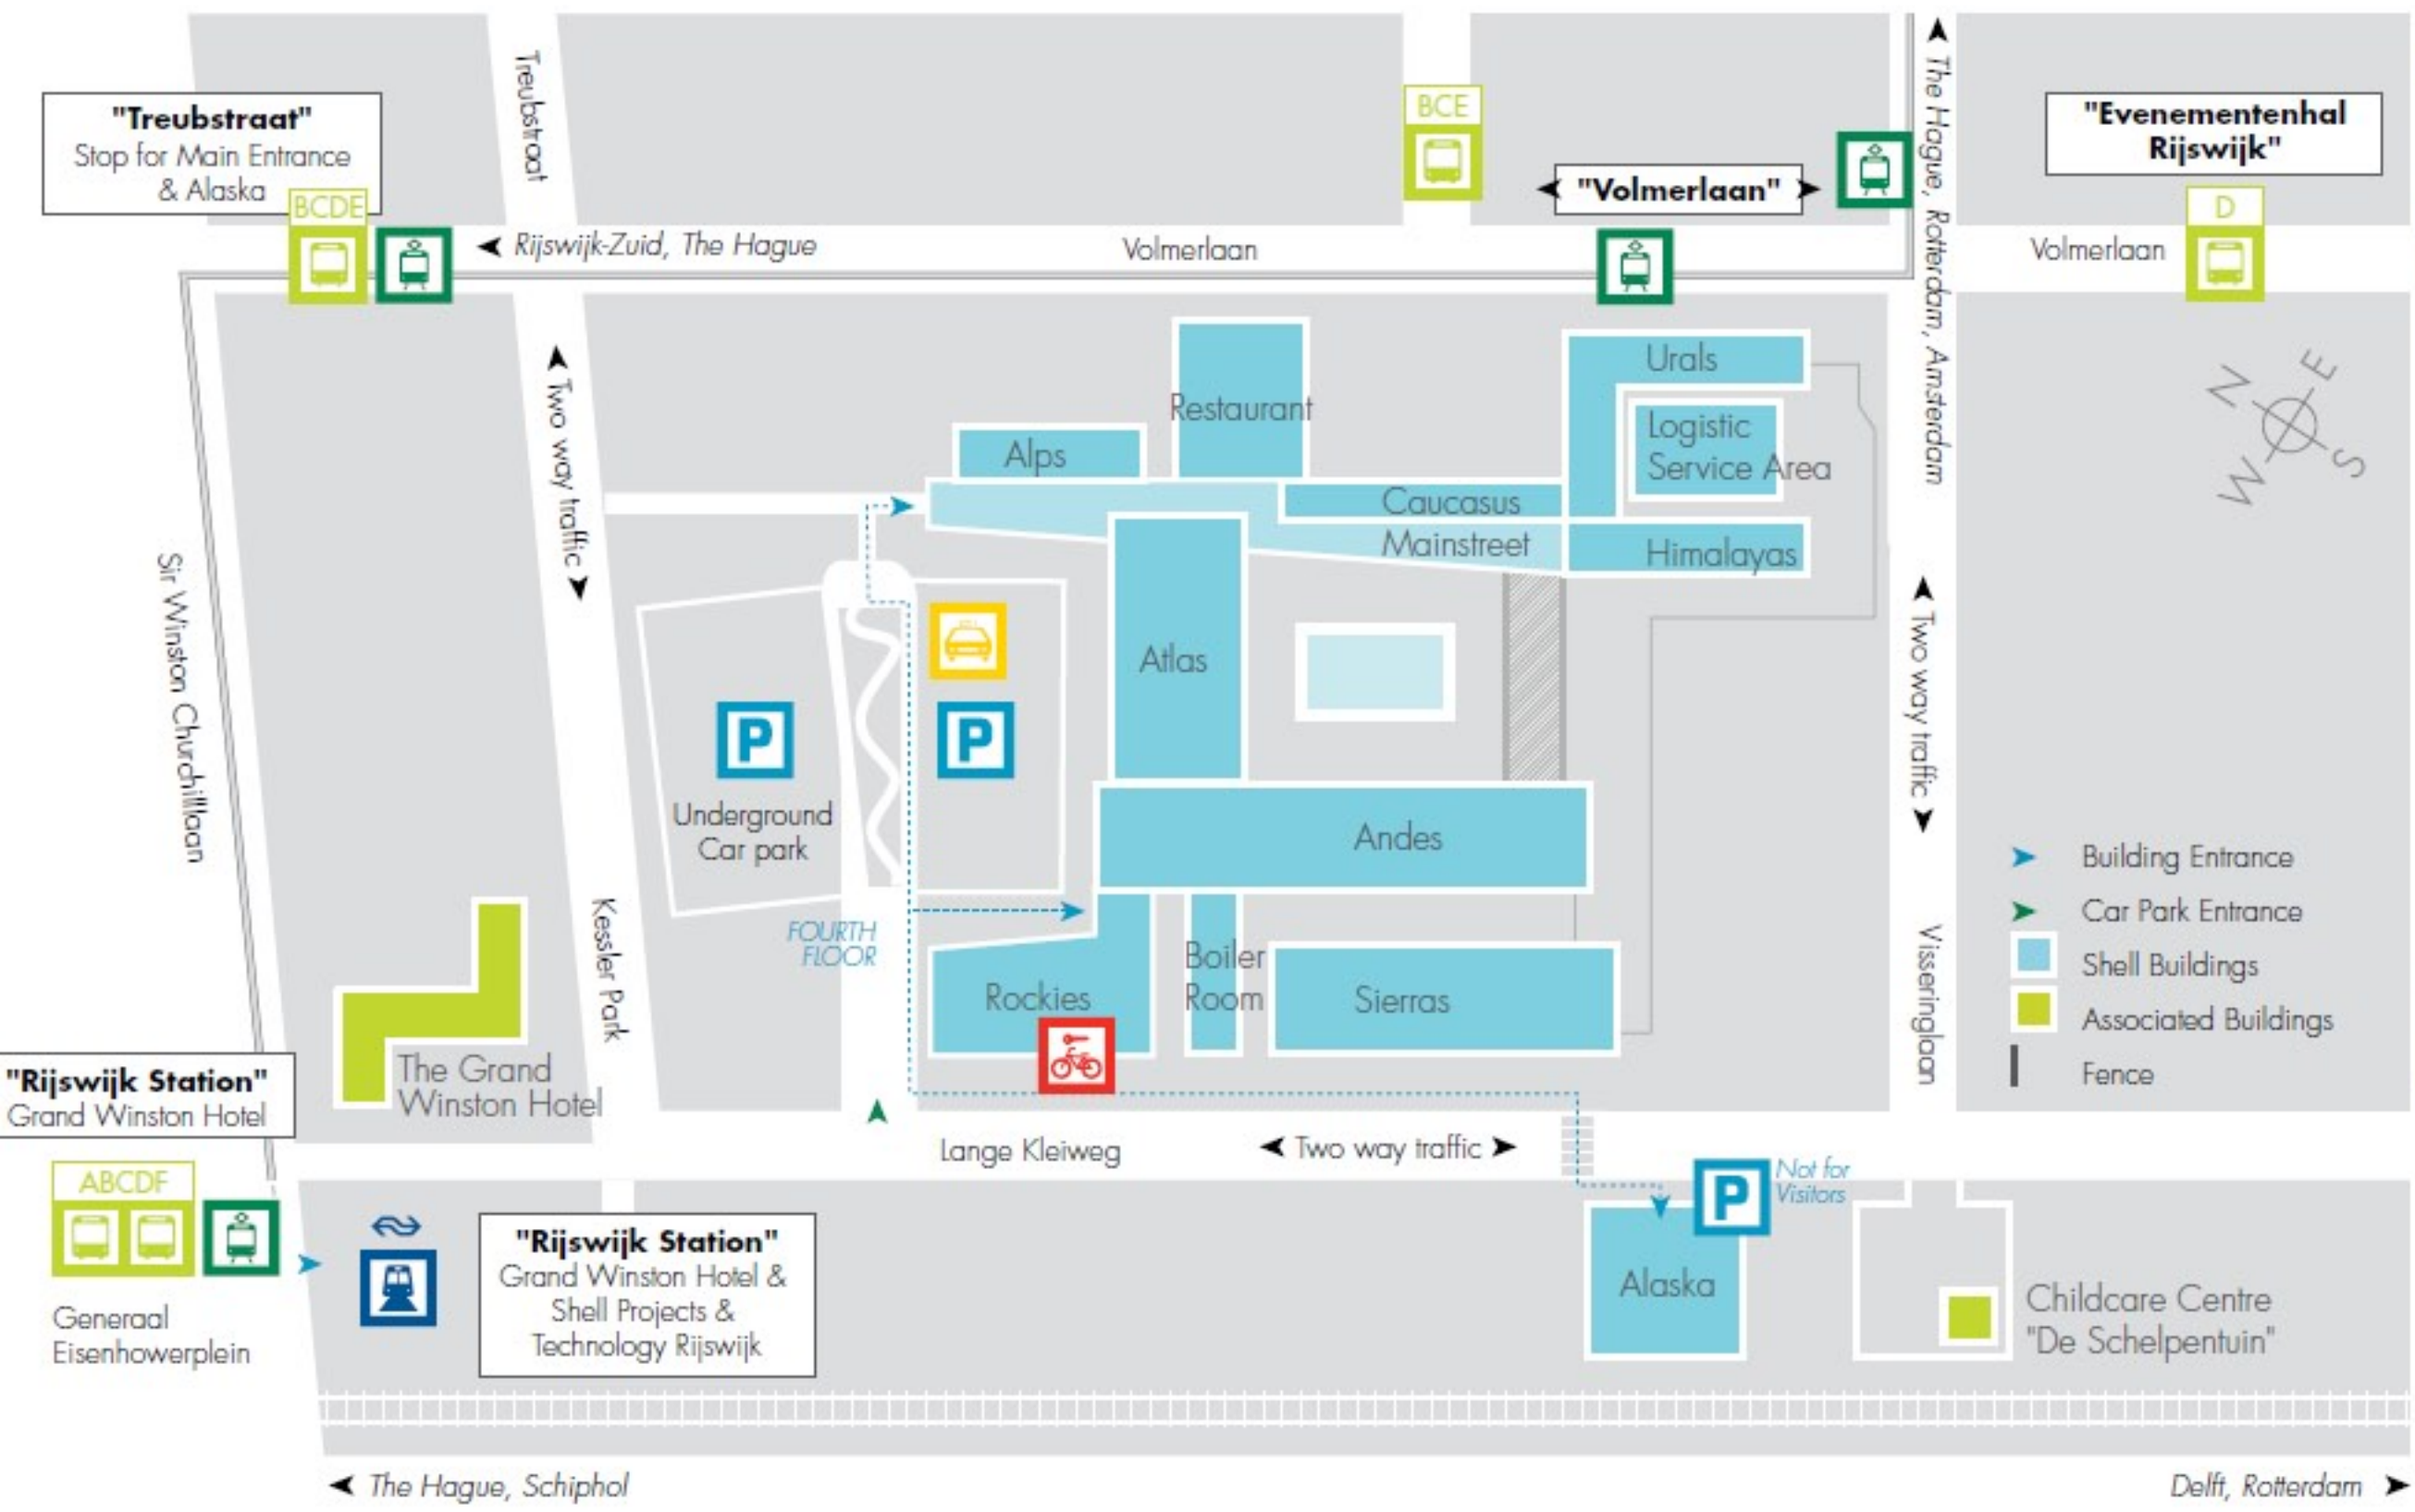 Treubstraat
"Treubstraat"
Stop for Main Entrance
& Alaska
BCDE
Rijswijk-Zuid, The Hague
Volmerlaan
BCE
"Volmerlaan"
The Hague, Rotterdam, Amsterdam
"Evenementenhal
Rijswijk"
D
Volmerlaan
N
E
S
W
Two way traffic
Sir Winston Churchilllaan
Kessler Park
Restaurant
Alps
Urals
Logistic
Service Area
Caucasus
Mainstreet
Himalayas
Atlas
P
P
Underground
Car park
Andes
FOURTH
FLOOR
Rockies
Boiler
Room
Sierras
Two way traffic
Visseringlaan
Building Entrance
Car Park Entrance
Shell Buildings
Associated Buildings
Fence
The Grand
Winston Hotel
"Rijswijk Station"
Grand Winston Hotel
Lange Kleiweg
Two way traffic
ABCDF
Generaal
Eisenhowerplein
"Rijswijk Station"
Grand Winston Hotel &
Shell Projects &
Technology Rijswijk
P
Not for
Visitors
Alaska
Childcare Centre
"De Schelpentuin"
The Hague, Schiphol
Delft, Rotterdam